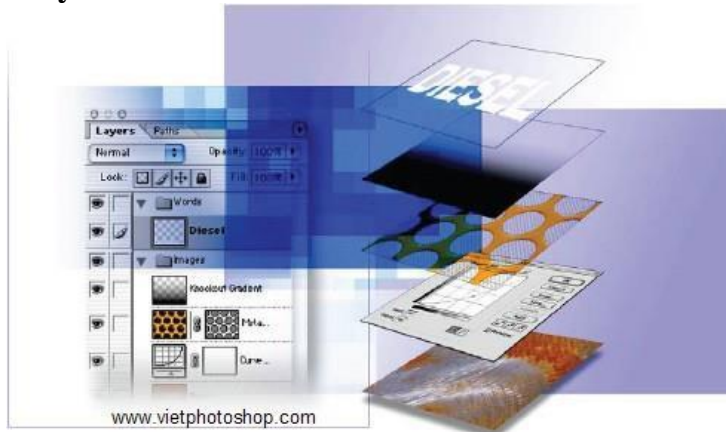 Layers Paths
Normal Opacity: 100%
Lock: Fill: 100%
Words
Diesel
Images
Knockout Gradient
Meta...
Curve...
DIESEL
www.vietphotoshop.com